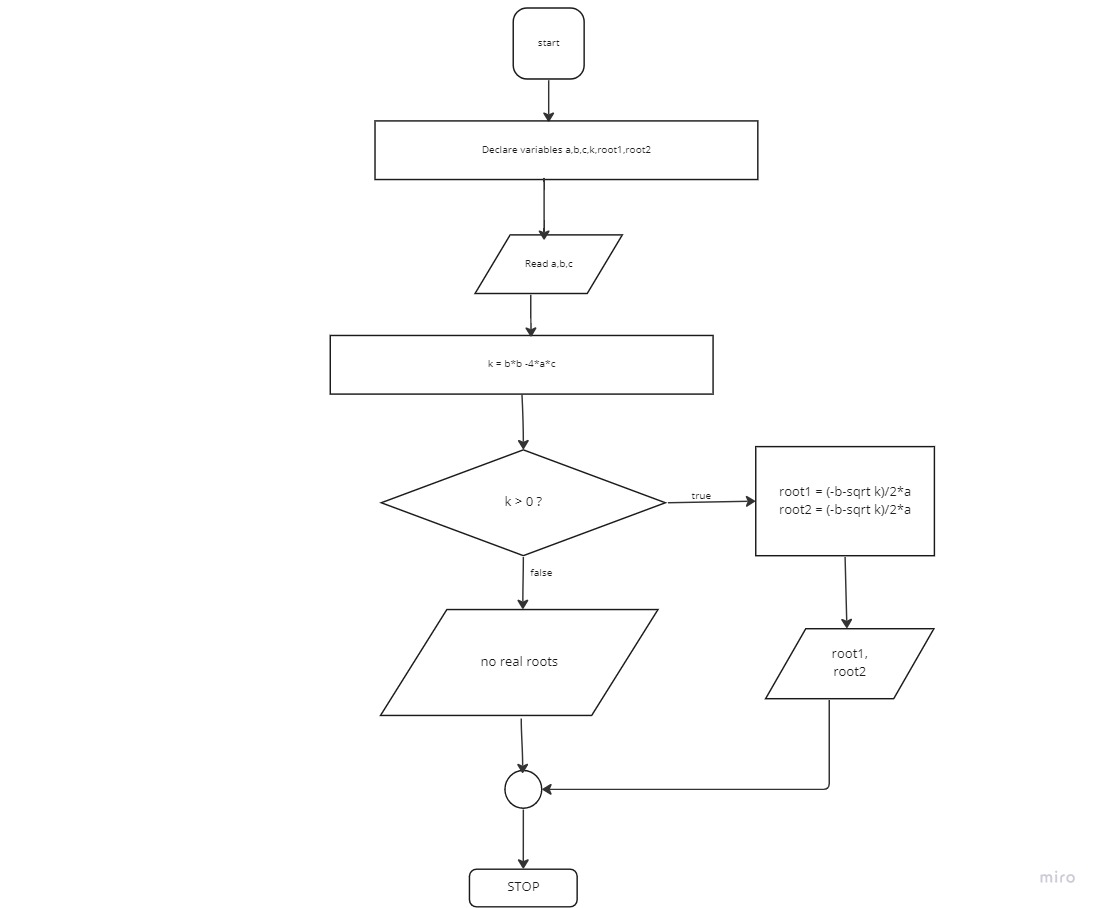 start
Declare variables a,b,c,k,root1,root2
Read a,b,c
k = b*b -4*a*c
k > 0 ?
true
root1 = (-b-sqrt k)/2*a
root2 = (-b-sqrt k)/2*a
false
no real roots
root1,
root2
STOP
miro